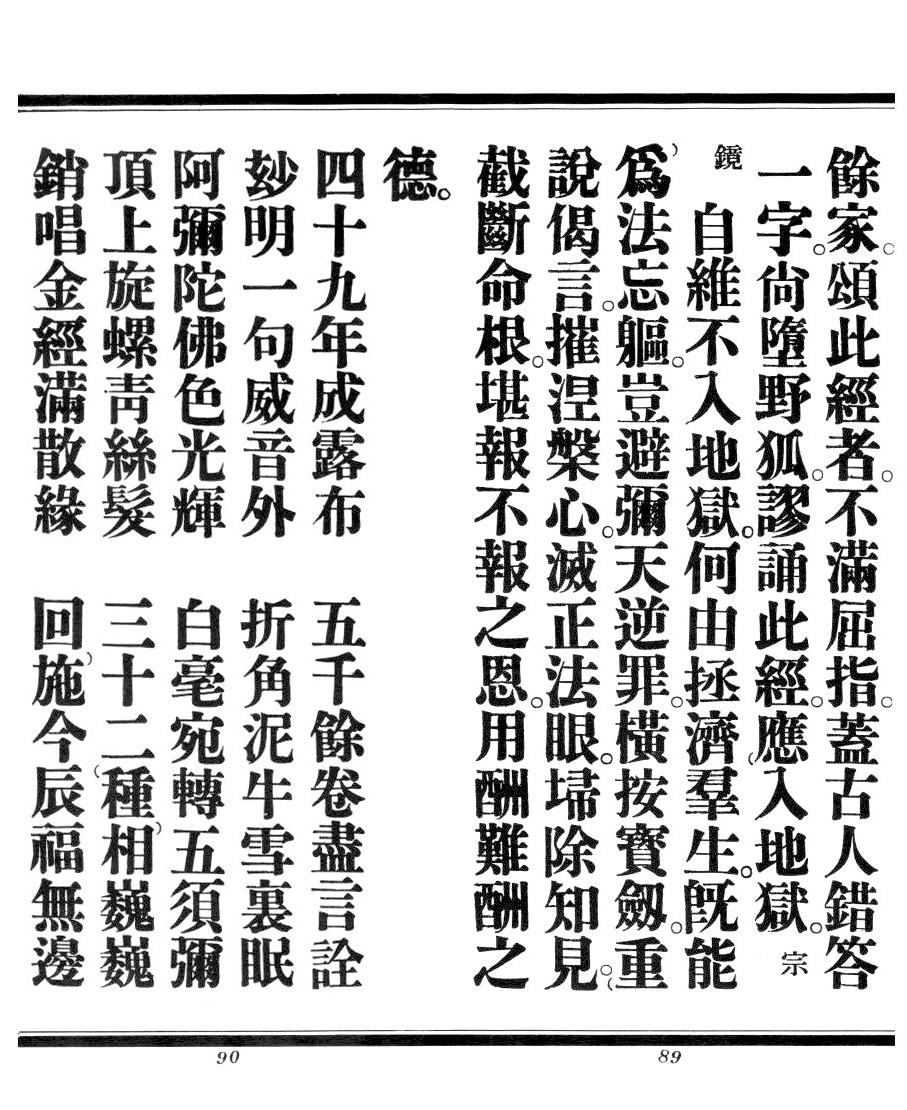 餘家。頌此經者。不滿屈指。蓋古人錯答
一字。尙墮野狐。謬誦此經。應入地獄。宗
鏡 自維不入地獄。何由拯濟羣生。旣能
爲法忘軀。豈避彌天逆罪。橫按寶劔。重
說偈言。摧涅槃心。滅正法眼。埽除知見。
截斷命根。堪報不報之恩。用酬難酬之
德。
四十九年成露布 五千餘卷盡言詮
玅明一句威音外 折角泥牛雪裏眠
阿彌陀佛色光輝 白毫宛轉五須彌
頂上旋螺靑絲髮 三十二種相巍巍
銷唱金經滿散緣 回施今辰福無邊
89
90